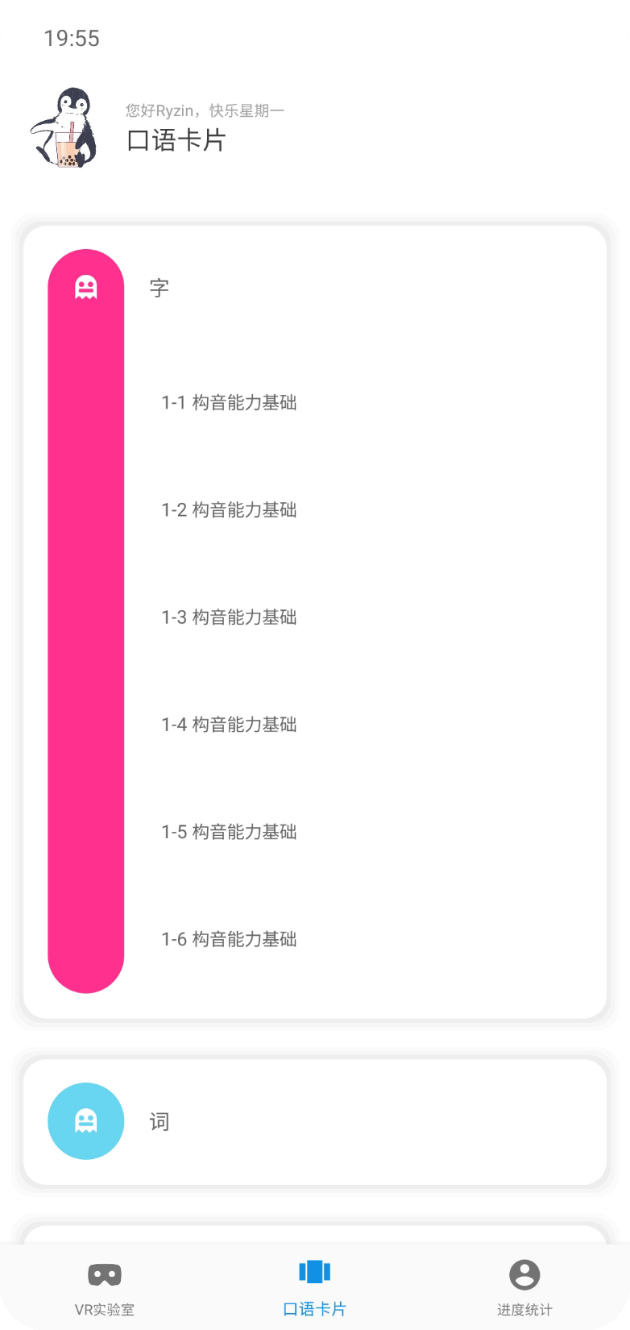 19:55
您好Ryzin，快乐星期一
口语卡片
字
1-1 构音能力基础
1-2 构音能力基础
1-3 构音能力基础
1-4 构音能力基础
1-5 构音能力基础
1-6 构音能力基础
词
VR实验室
口语卡片
进度统计